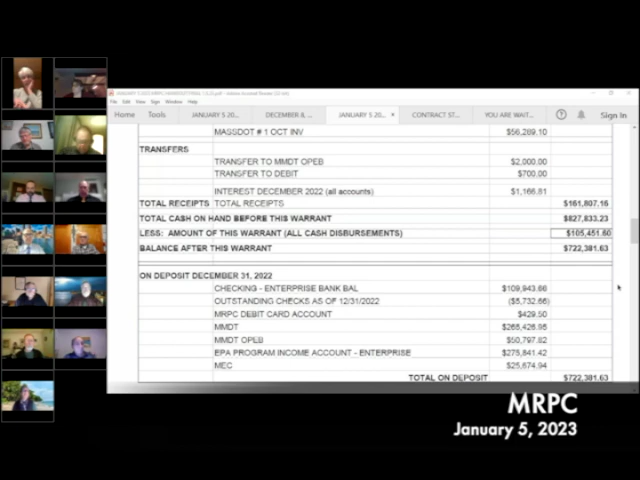 Home Tools JANUARY 5 20... DECEMBER 8, ... JANUARY 5 20... × CONTRACT ST... YOU ARE WAIT... Sign In
MASSDOT # 1 OCT INV $56,289.10
TRANSFERS
TRANSFER TO MMDT OPEB $2,000.00
TRANSFER TO DEBIT $700.00
INTEREST DECEMBER 2022 (all accounts) $1,166.81
TOTAL RECEIPTS TOTAL RECEIPTS $161,807.16
TOTAL CASH ON HAND BEFORE THIS WARRANT $827,833.23
LESS: AMOUNT OF THIS WARRANT (ALL CASH DISBURSEMENTS) $105,451.60
BALANCE AFTER THIS WARRANT $722,381.63
ON DEPOSIT DECEMBER 31, 2022
CHECKING - ENTERPRISE BANK BAL $109,943.66
OUTSTANDING CHECKS AS OF 12/31/2022 ($5,732.66)
MRPC DEBIT CARD ACCOUNT $429.50
MMDT $265,426.95
MMDT OPEB $50,797.82
EPA PROGRAM INCOME ACCOUNT - ENTERPRISE $275,841.42
MEC $25,674.94
TOTAL ON DEPOSIT $722,381.63
MRPC
January 5, 2023